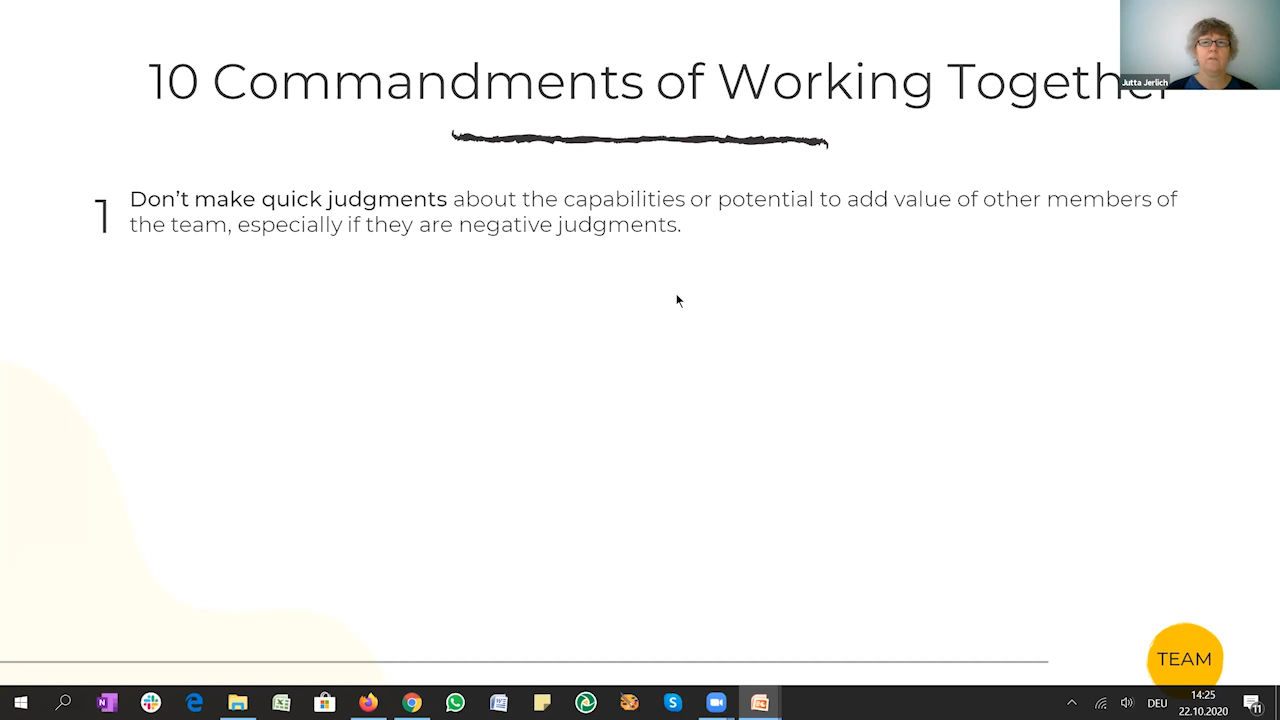 10 Commandments of Working Together
Jutta Jerlich
1
Don't make quick judgments about the capabilities or potential to add value of other members of
the team, especially if they are negative judgments.
TEAM
14:25
DEU
22.10.2020
11